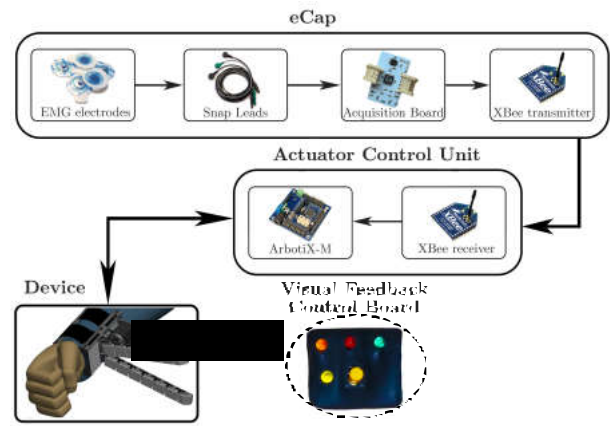 eCap
EMG electrodes
Snap Leads
Acquisition Board
XBee transmitter
Actuator Control Unit
ArbotiX-M
XBee receiver
Device
Visual Feedback
Control Board